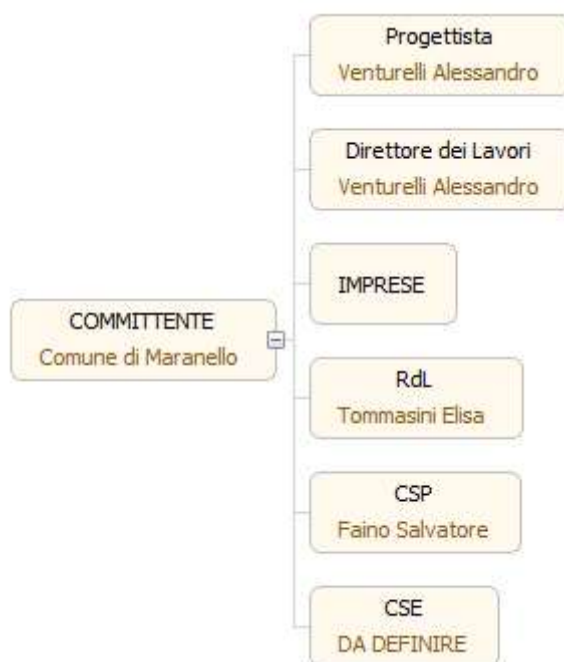 Progettista
Venturelli Alessandro
Direttore dei Lavori
Venturelli Alessandro
IMPRESE
COMMITTENTE
Comune di Maranello
RdL
Tommasini Elisa
CSP
Faino Salvatore
CSE
DA DEFINIRE